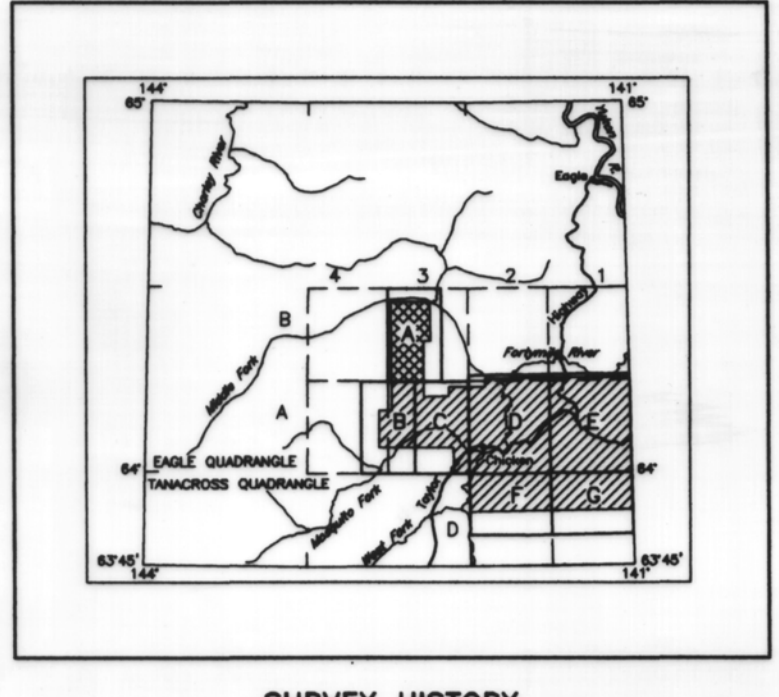 144'
141'
65'
65'
Yukon
R.
Eagle
Charley River
4
3
2
1
Highway
B
A
Fortymile River
Middle Fork
A
B
C
D
E
EAGLE QUADRANGLE
Chicken
64'
64'
TANACROSS QUADRANGLE
F
G
Mosquito Fork
West Fork
Taylor
D
63'45'
63'45'
144'
141'
SURVEY HISTORY